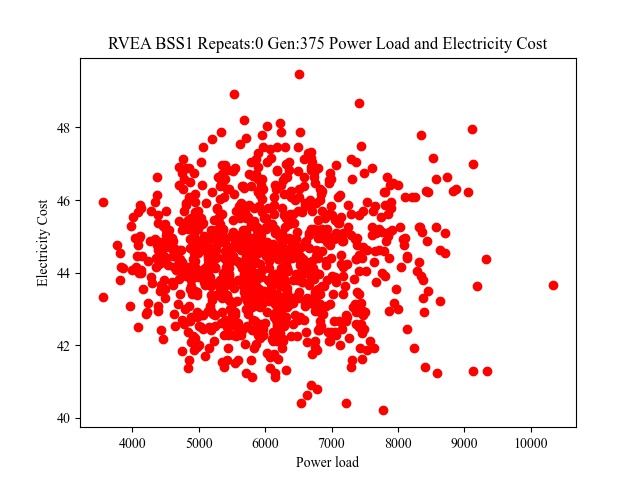 RVEA BSS1 Repeats:0 Gen:375 Power Load and Electricity Cost
48
46
44
42
40
Electricity Cost
4000 5000 6000 7000 8000 9000 10000
Power load